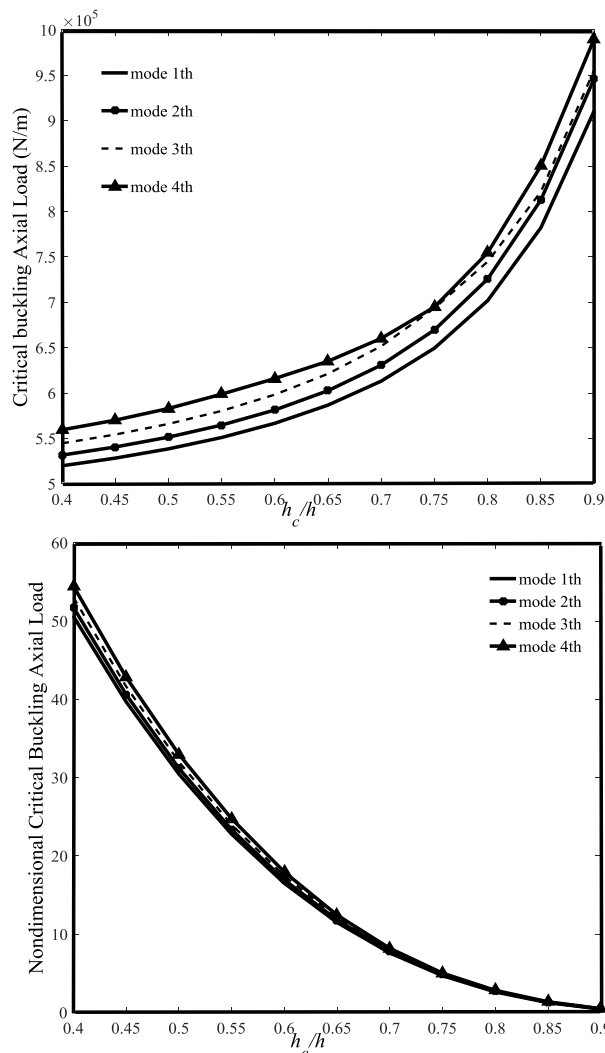 ×10⁵
10
9.5
9
8.5
8
7.5
7
6.5
6
5.5
5
0.4 0.45 0.5 0.55 0.6 0.65 0.7 0.75 0.8 0.85 0.9
Critical buckling Axial Load (N/m)
h_c/h
mode 1th
mode 2th
mode 3th
mode 4th
60
50
40
30
20
10
0
0.4 0.45 0.5 0.55 0.6 0.65 0.7 0.75 0.8 0.85 0.9
Nondimensional Critical Buckling Axial Load
h_c/h
mode 1th
mode 2th
mode 3th
mode 4th